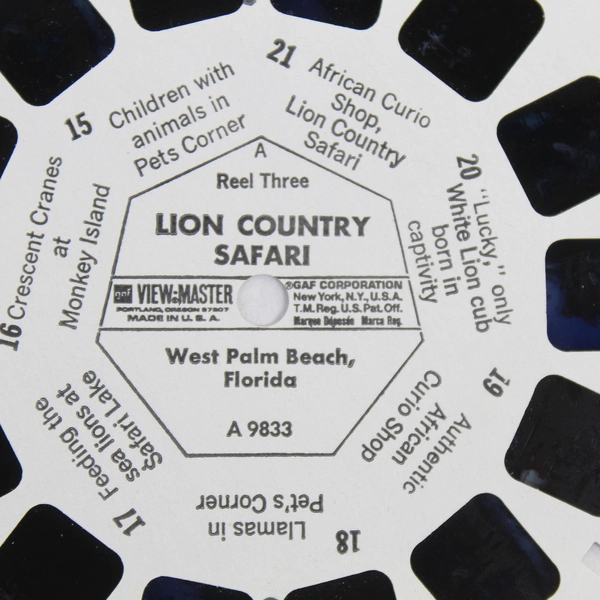 A
Reel Three
LION COUNTRY
SAFARI
gaf VIEW-MASTER
PORTLAND, OREGON 97207
MADE IN U. S. A.
®GAF CORPORATION
New York, N.Y., U.S.A.
T.M. Reg. U.S. Pat. Off.
Marque Déposée Marca Reg.
West Palm Beach,
Florida
A 9833
15 Children with
animals in
Pets Corner
16 Crescent Cranes
at
Monkey Island
17 Feeding the
sea lions at
Safari Lake
18 Llamas in
Pet's Corner
19 Authentic
African
Curio Shop
20 "Lucky," only
White Lion cub
born in
captivity
21 African Curio
Shop,
Lion Country
Safari